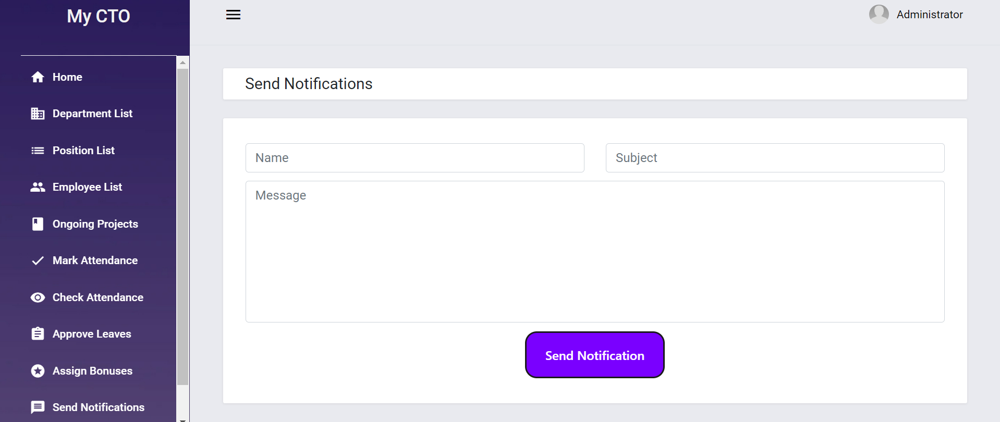 My CTO
Administrator
Home
Department List
Position List
Employee List
Ongoing Projects
Mark Attendance
Check Attendance
Approve Leaves
Assign Bonuses
Send Notifications
Send Notifications
Name
Subject
Message
Send Notification